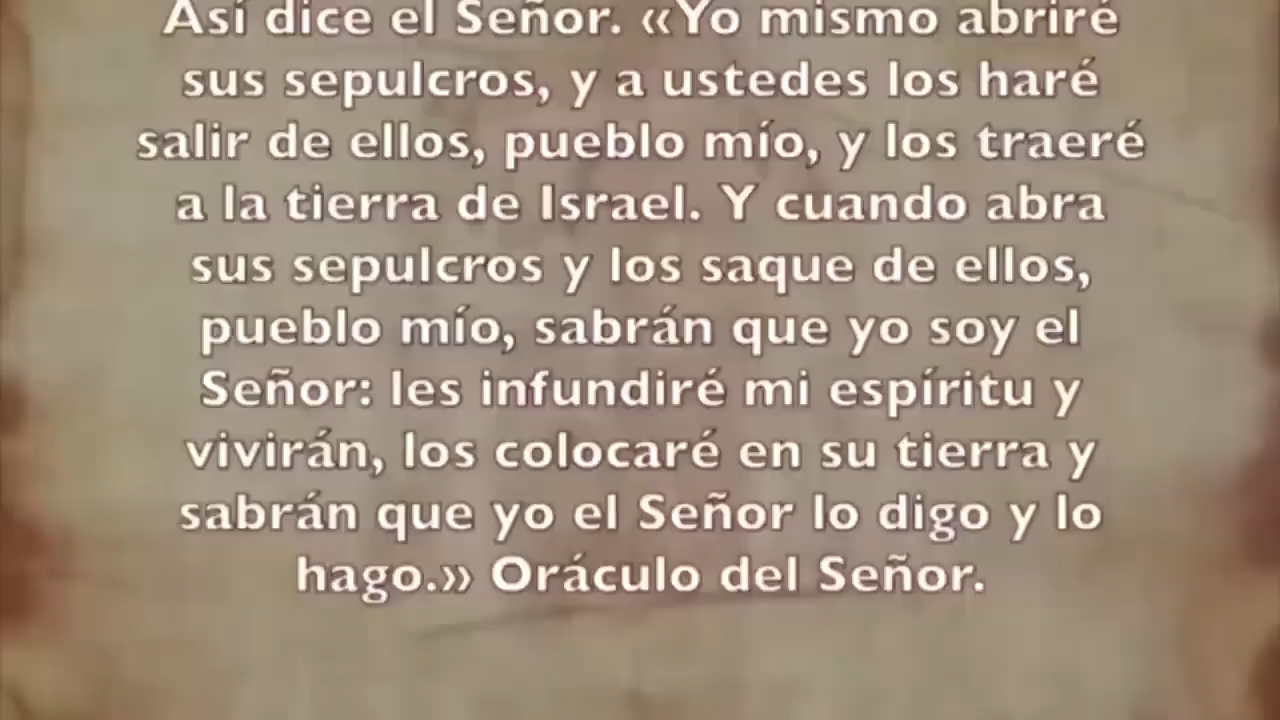 Así dice el Señor. «Yo mismo abriré
sus sepulcros, y a ustedes los haré
salir de ellos, pueblo mío, y los traeré
a la tierra de Israel. Y cuando abra
sus sepulcros y los saque de ellos,
pueblo mío, sabrán que yo soy el
Señor: les infundiré mi espíritu y
vivirán, los colocaré en su tierra y
sabrán que yo el Señor lo digo y lo
hago.» Oráculo del Señor.